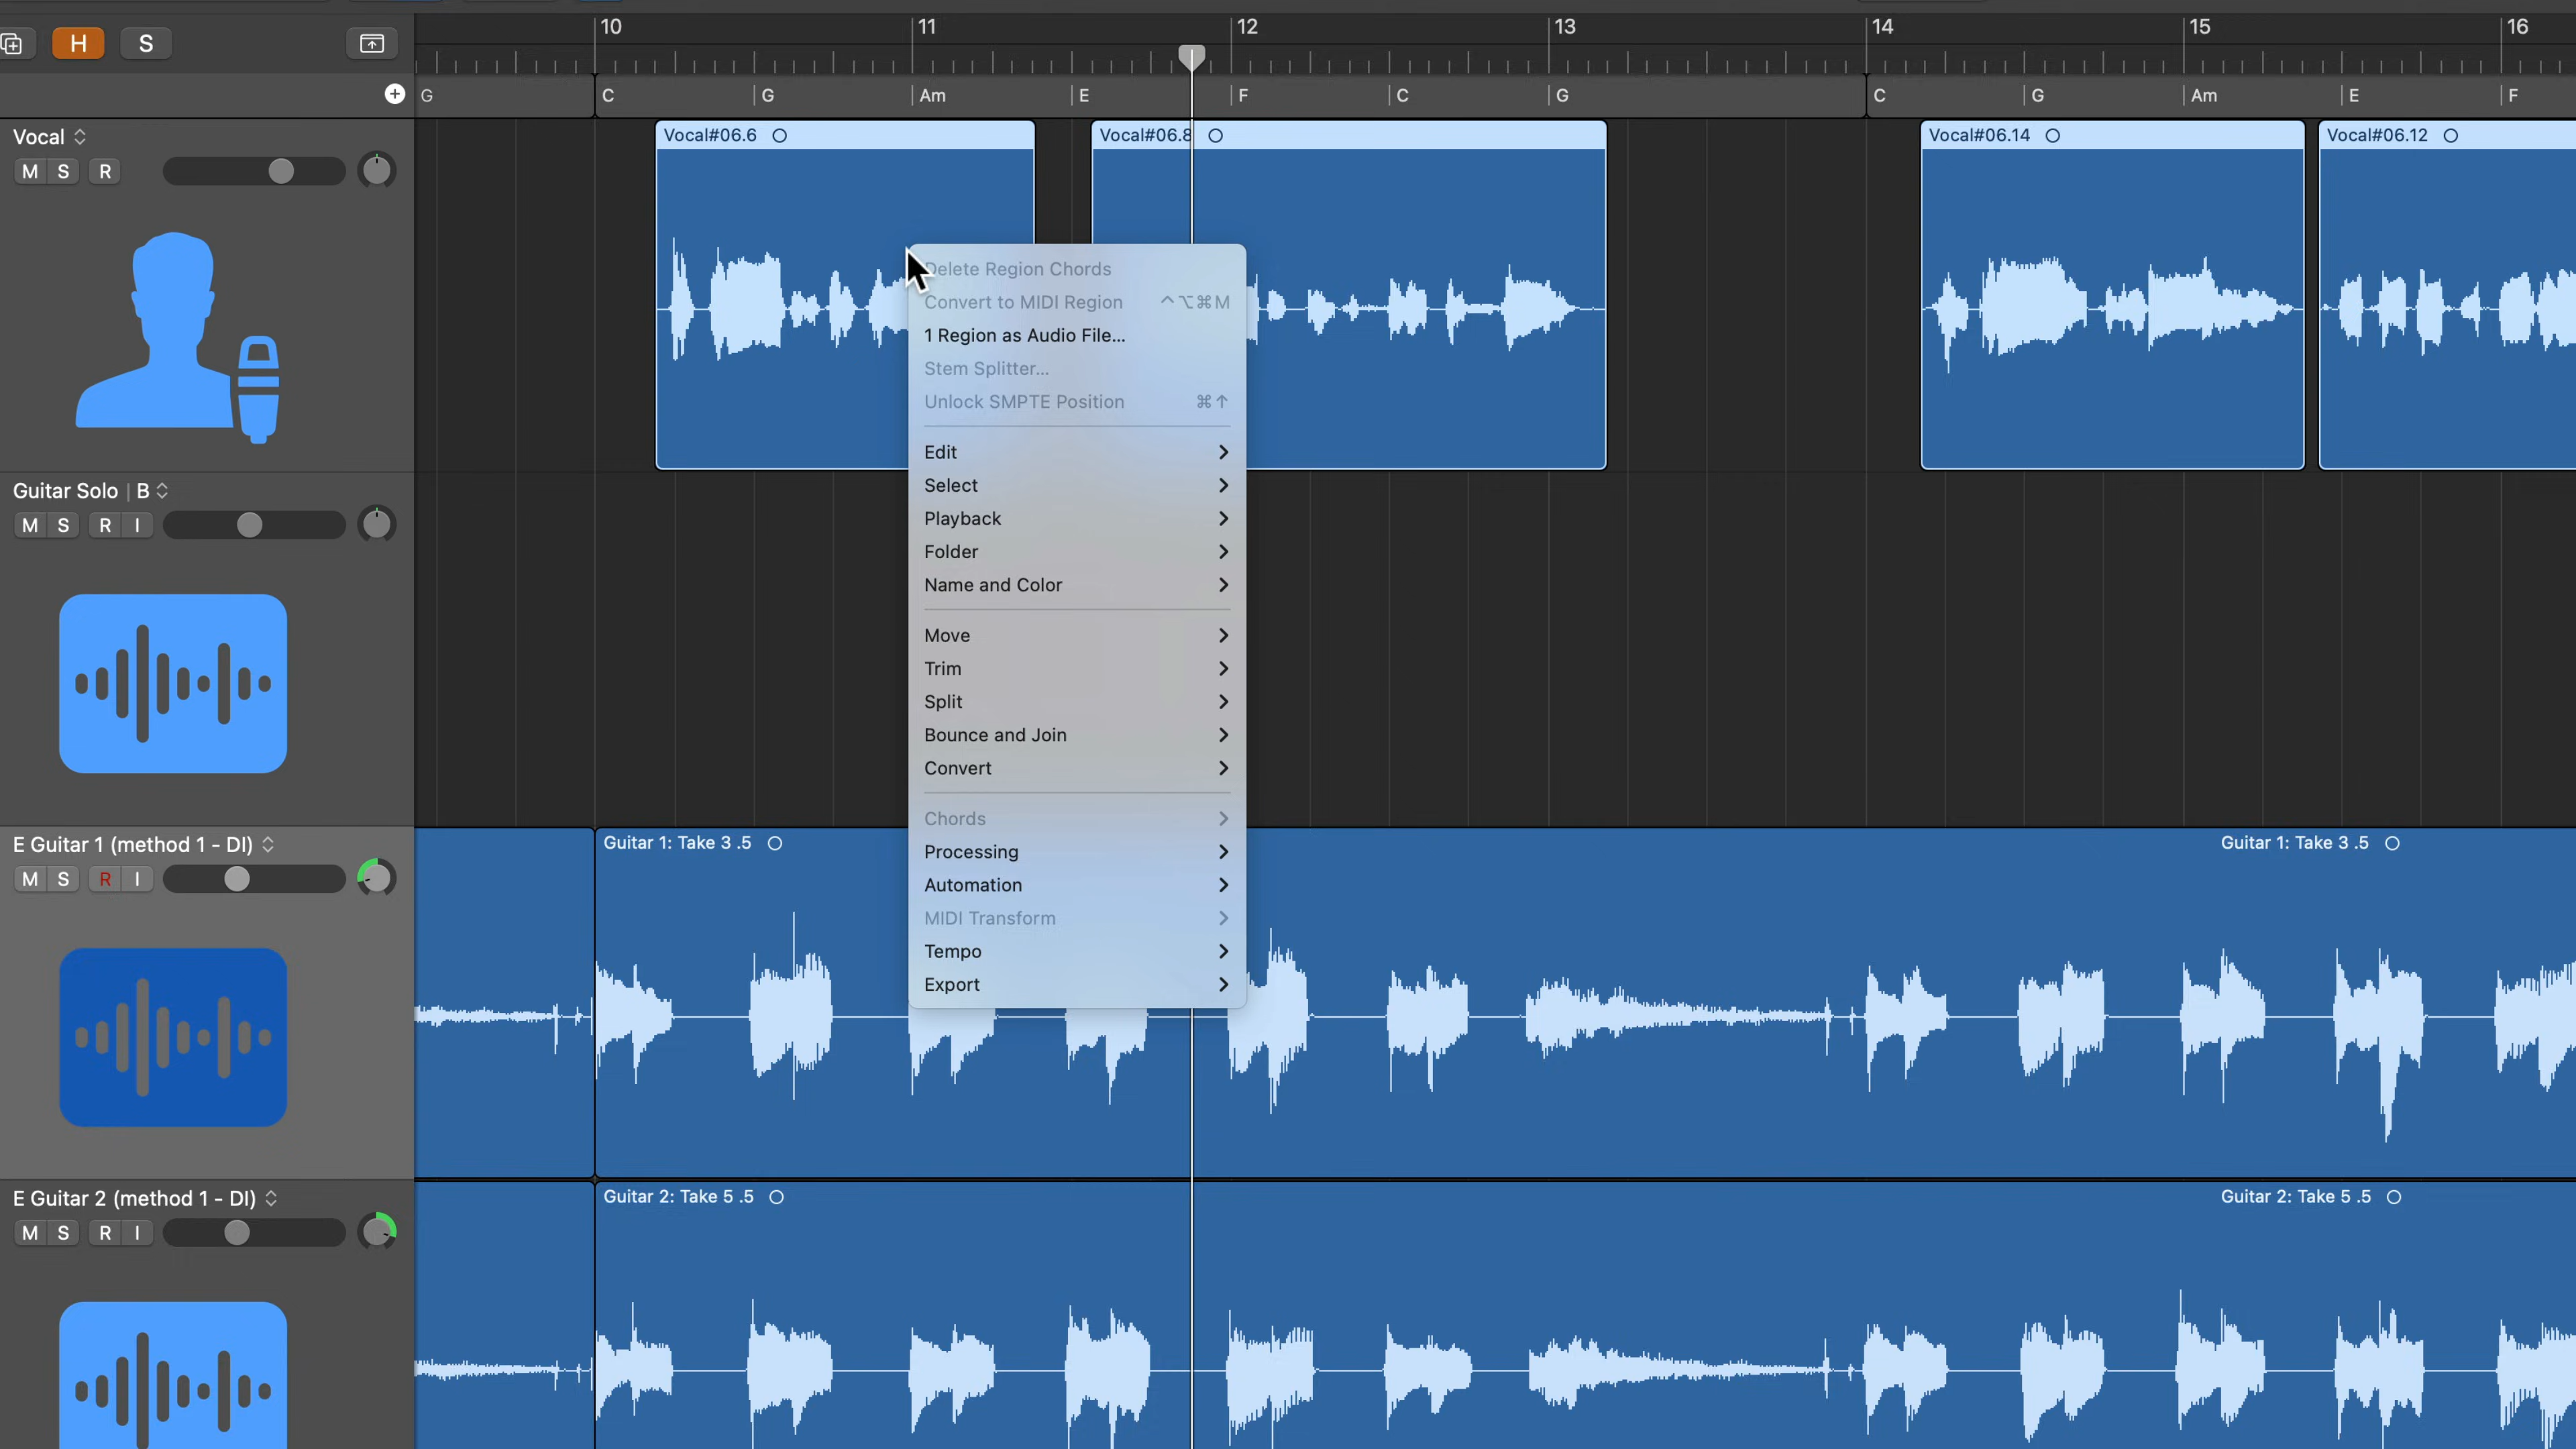 H S
10 11 12 13 14 15 16
G C G Am E F C G C G Am E F
Vocal
M S R
Vocal#06.6
Vocal#06.8
Vocal#06.14
Vocal#06.12
Delete Region Chords
Convert to MIDI Region ^⌥⌘M
1 Region as Audio File...
Stem Splitter...
Unlock SMPTE Position ⌘↑
Edit
Select
Playback
Folder
Name and Color
Move
Trim
Split
Bounce and Join
Convert
Chords
Processing
Automation
MIDI Transform
Tempo
Export
Guitar Solo | B
M S R I
E Guitar 1 (method 1 - DI)
M S R I
Guitar 1: Take 3 .5
Guitar 1: Take 3 .5
E Guitar 2 (method 1 - DI)
M S R I
Guitar 2: Take 5 .5
Guitar 2: Take 5 .5